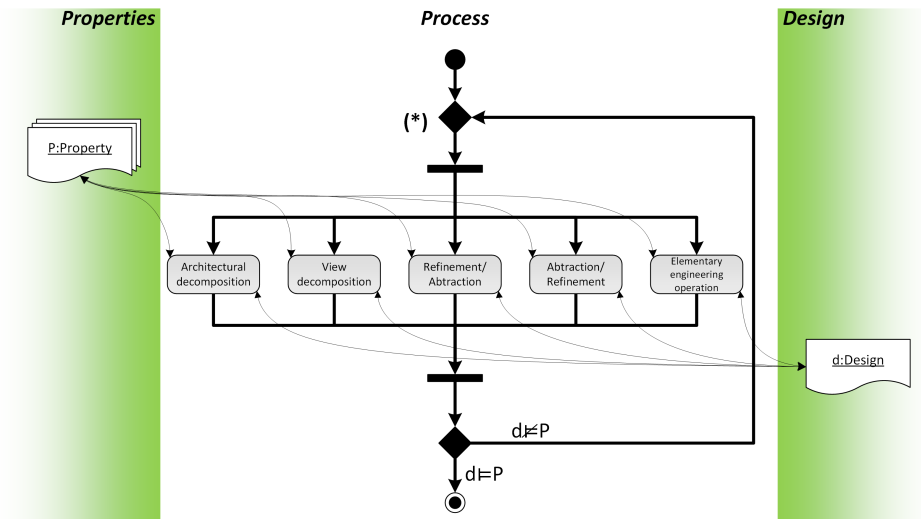 Properties
Process
Design
(*)
P:Property
Architectural
decomposition
View
decomposition
Refinement/
Abtraction
Abtraction/
Refinement
Elementary
engineering
operation
d:Design
d⊭P
d⊨P